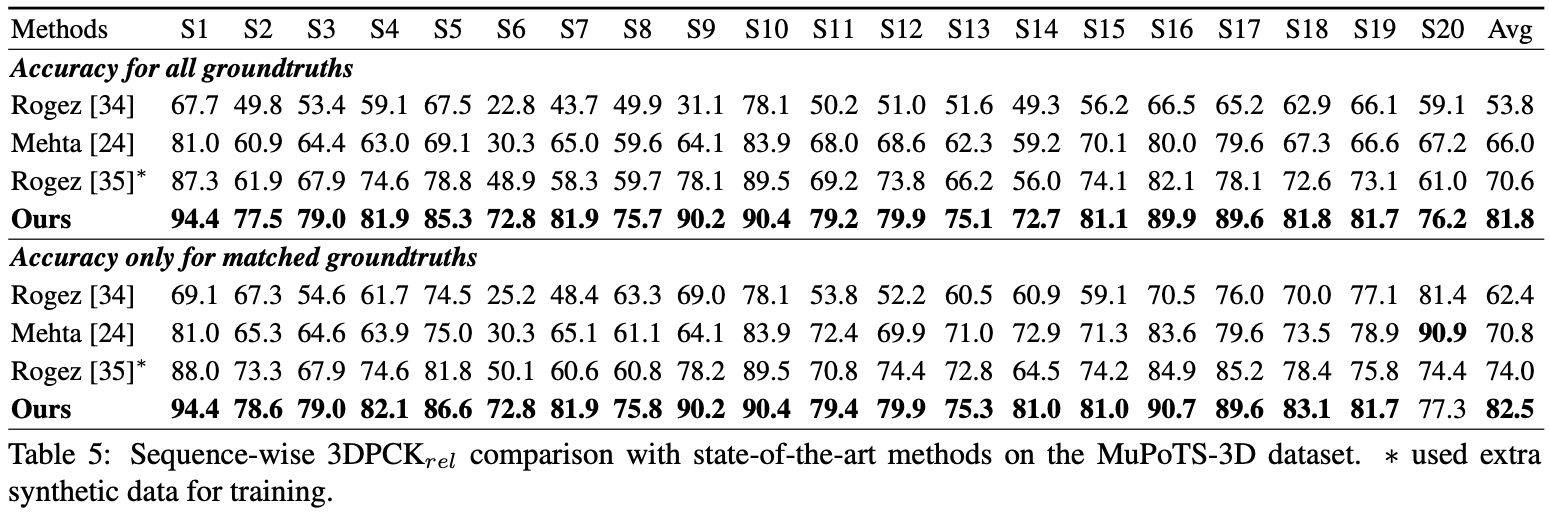 Methods S1 S2 S3 S4 S5 S6 S7 S8 S9 S10 S11 S12 S13 S14 S15 S16 S17 S18 S19 S20 Avg
Accuracy for all groundtruths
Rogez [34] 67.7 49.8 53.4 59.1 67.5 22.8 43.7 49.9 31.1 78.1 50.2 51.0 51.6 49.3 56.2 66.5 65.2 62.9 66.1 59.1 53.8
Mehta [24] 81.0 60.9 64.4 63.0 69.1 30.3 65.0 59.6 64.1 83.9 68.0 68.6 62.3 59.2 70.1 80.0 79.6 67.3 66.6 67.2 66.0
Rogez [35]* 87.3 61.9 67.9 74.6 78.8 48.9 58.3 59.7 78.1 89.5 69.2 73.8 66.2 56.0 74.1 82.1 78.1 72.6 73.1 61.0 70.6
Ours 94.4 77.5 79.0 81.9 85.3 72.8 81.9 75.7 90.2 90.4 79.2 79.9 75.1 72.7 81.1 89.9 89.6 81.8 81.7 76.2 81.8
Accuracy only for matched groundtruths
Rogez [34] 69.1 67.3 54.6 61.7 74.5 25.2 48.4 63.3 69.0 78.1 53.8 52.2 60.5 60.9 59.1 70.5 76.0 70.0 77.1 81.4 62.4
Mehta [24] 81.0 65.3 64.6 63.9 75.0 30.3 65.1 61.1 64.1 83.9 72.4 69.9 71.0 72.9 71.3 83.6 79.6 73.5 78.9 90.9 70.8
Rogez [35]* 88.0 73.3 67.9 74.6 81.8 50.1 60.6 60.8 78.2 89.5 70.8 74.4 72.8 64.5 74.2 84.9 85.2 78.4 75.8 74.4 74.0
Ours 94.4 78.6 79.0 82.1 86.6 72.8 81.9 75.8 90.2 90.4 79.4 79.9 75.3 81.0 81.0 90.7 89.6 83.1 81.7 77.3 82.5
Table 5: Sequence-wise 3DPCK_rel comparison with state-of-the-art methods on the MuPoTS-3D dataset. * used extra
synthetic data for training.